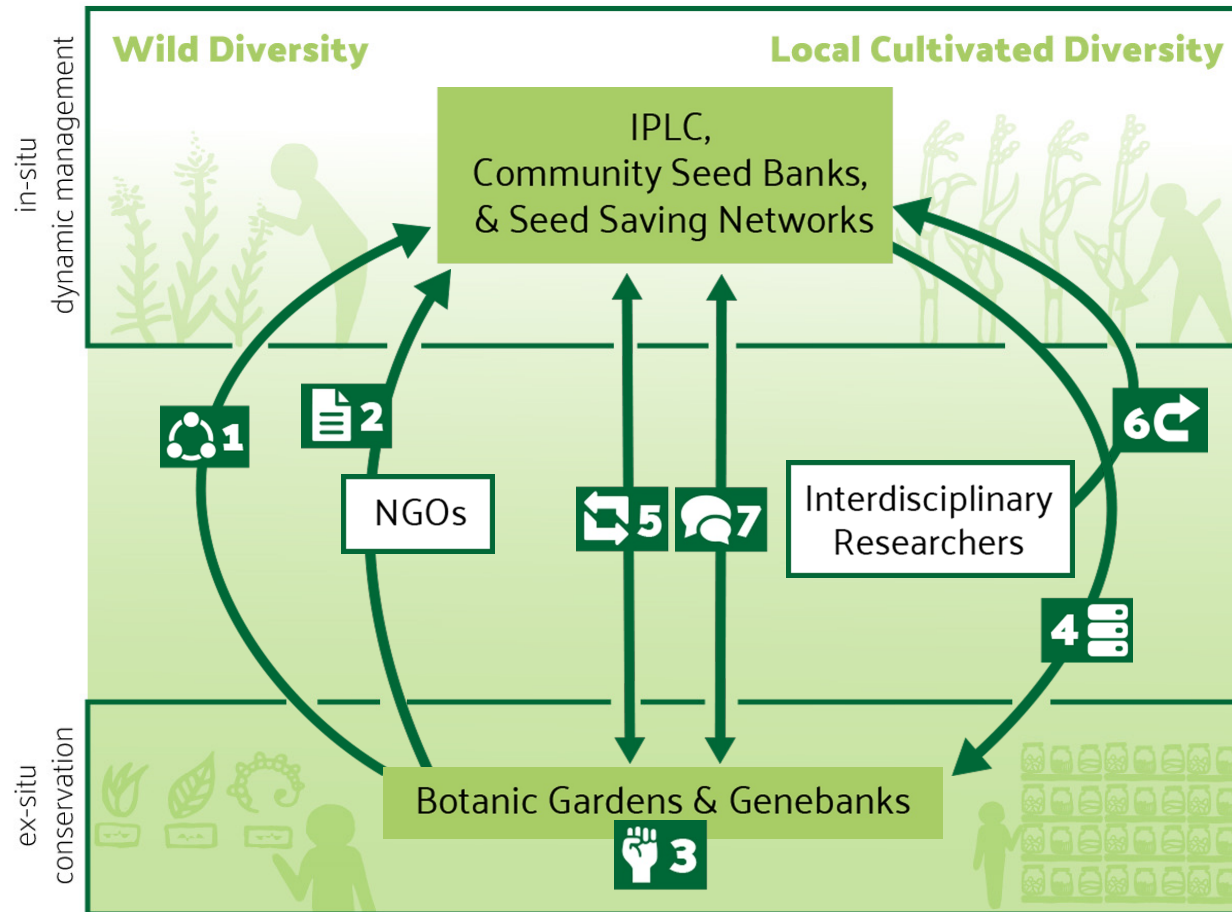 Wild Diversity
Local Cultivated Diversity
in-situ
dynamic management
IPLC,
Community Seed Banks,
& Seed Saving Networks
1
2
6
NGOs
5
7
Interdisciplinary
Researchers
4
ex-situ
conservation
Botanic Gardens & Genebanks
3